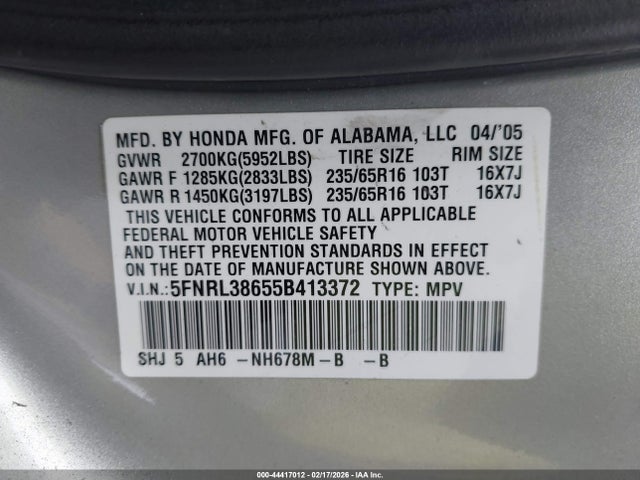 MFD. BY HONDA MFG. OF ALABAMA, LLC 04/'05
GVWR 2700KG(5952LBS) TIRE SIZE RIM SIZE
GAWR F 1285KG(2833LBS) 235/65R16 103T 16X7J
GAWR R 1450KG(3197LBS) 235/65R16 103T 16X7J
THIS VEHICLE CONFORMS TO ALL APPLICABLE
FEDERAL MOTOR VEHICLE SAFETY
AND THEFT PREVENTION STANDARDS IN EFFECT
ON THE DATE OF MANUFACTURE SHOWN ABOVE.
V.I.N.:5FNRL38655B413372 TYPE: MPV
SHJ 5 AH6 -NH678M-B -B
000-44417012 - 02/17/2026 - IAA Inc.